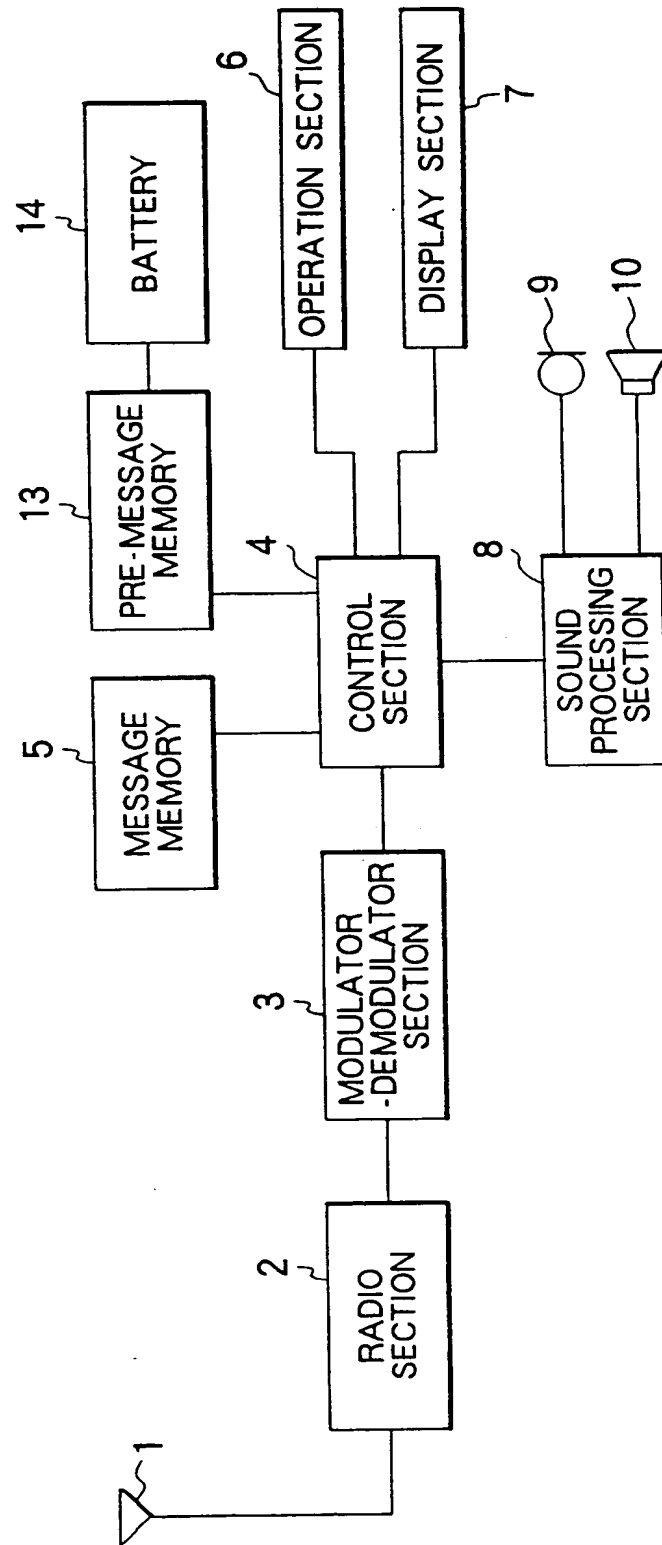 1
2
RADIO
SECTION
3
MODULATOR
-DEMODULATOR
SECTION
5
MESSAGE
MEMORY
13
PRE-MESSAGE
MEMORY
14
BATTERY
4
CONTROL
SECTION
6
OPERATION SECTION
7
DISPLAY SECTION
8
SOUND
PROCESSING
SECTION
9
10